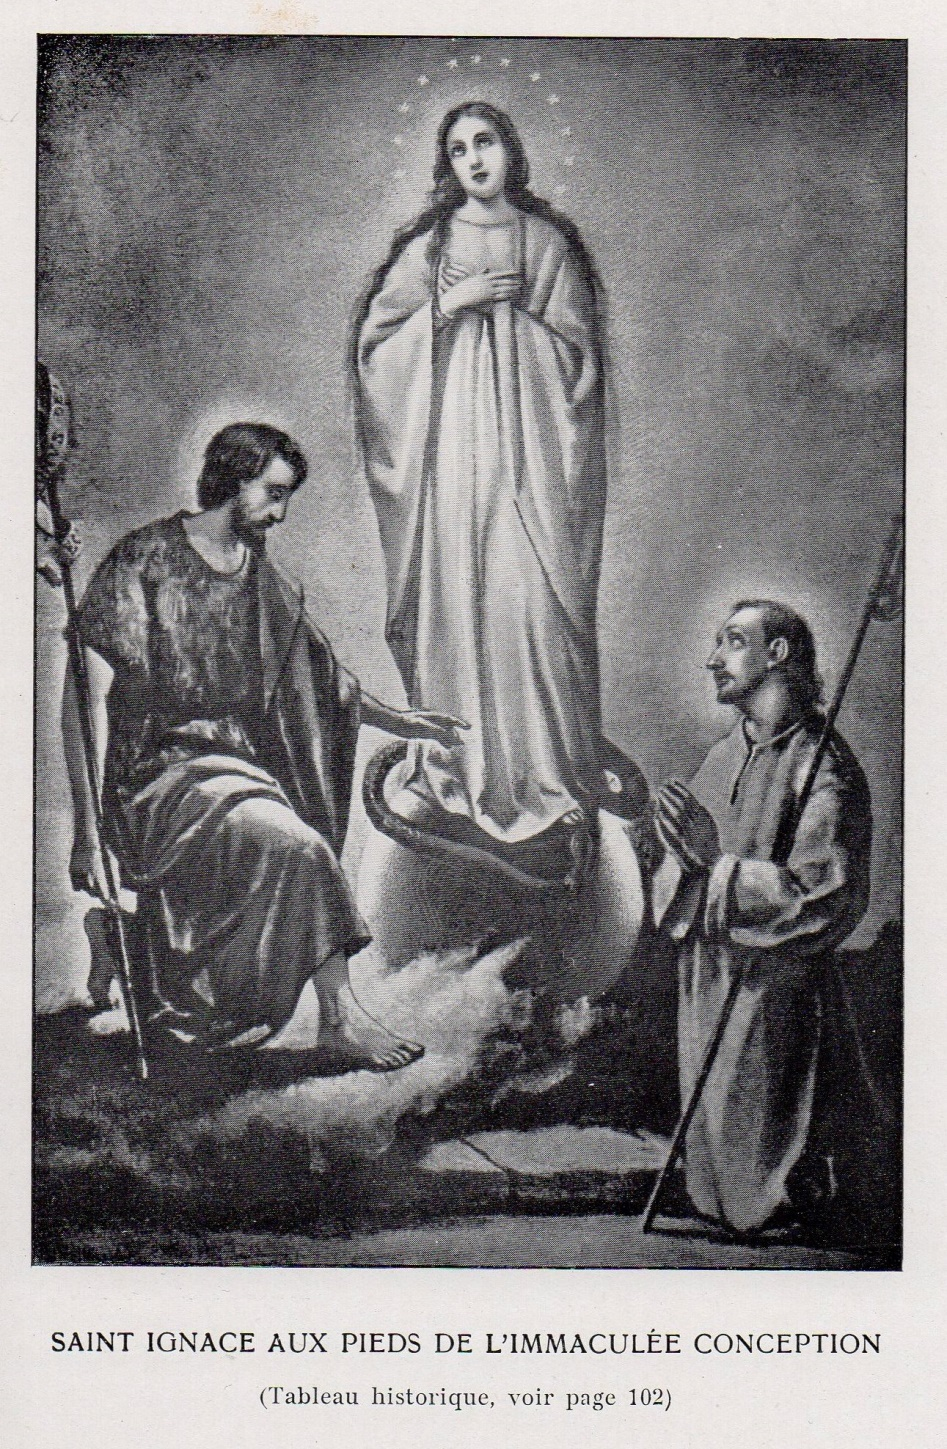 SAINT IGNACE AUX PIEDS DE L'IMMACULÉE CONCEPTION
(Tableau historique, voir page 102)